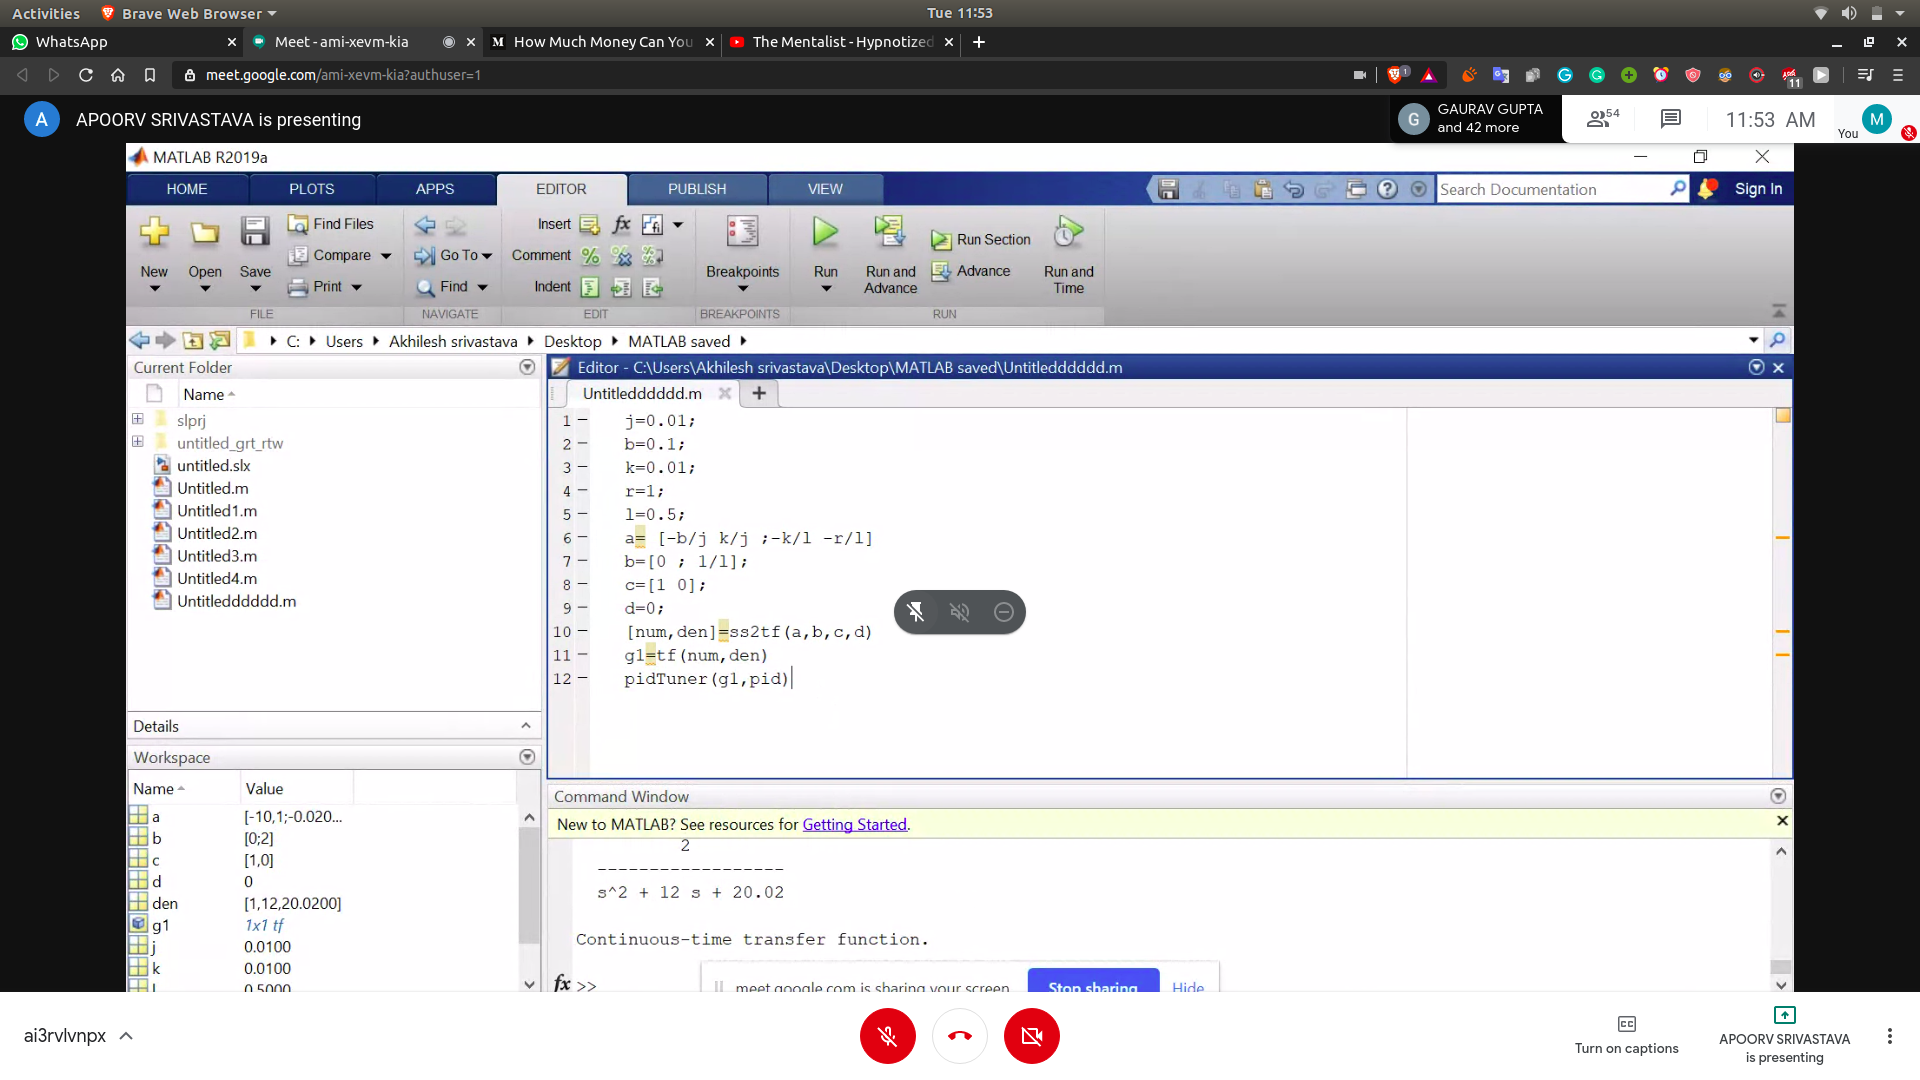 Activities Brave Web Browser Tue 11:53
WhatsApp Meet - ami-xevm-kia How Much Money Can You The Mentalist - Hypnotized
meet.google.com/ami-xevm-kia?authuser=1
A APOORV SRIVASTAVA is presenting
G GAURAV GUPTA and 42 more
54
11:53 AM
You M
MATLAB R2019a
HOME PLOTS APPS EDITOR PUBLISH VIEW
Search Documentation Sign In
New Open Save Find Files Compare Print
Go To Find
Insert Comment Indent
Breakpoints
Run Run and Advance Run Section Advance Run and Time
FILE NAVIGATE EDIT BREAKPOINTS RUN
C: Users Akhilesh srivastava Desktop MATLAB saved
Current Folder
Name
slprj
untitled_grt_rtw
untitled.slx
Untitled.m
Untitled1.m
Untitled2.m
Untitled3.m
Untitled4.m
Untitledddddd.m
Details
Workspace
Name Value
a [-10,1;-0.020...
b [0;2]
c [1,0]
d 0
den [1,12,20.0200]
g1 1x1 tf
j 0.0100
k 0.0100
l 0.5000
Editor - C:\Users\Akhilesh srivastava\Desktop\MATLAB saved\Untitledddddd.m
Untitledddddd.m
1 j=0.01;
2 b=0.1;
3 k=0.01;
4 r=1;
5 l=0.5;
6 a= [-b/j k/j ;-k/l -r/l]
7 b=[0 ; 1/l];
8 c=[1 0];
9 d=0;
10 [num,den]=ss2tf(a,b,c,d)
11 g1=tf(num,den)
12 pidTuner(g1,pid)
Command Window
New to MATLAB? See resources for Getting Started.
2
------------------
s^2 + 12 s + 20.02
Continuous-time transfer function.
fx >>
meet.google.com is sharing your screen. Stop sharing Hide
ai3rvlvnpx
Turn on captions
APOORV SRIVASTAVA
is presenting